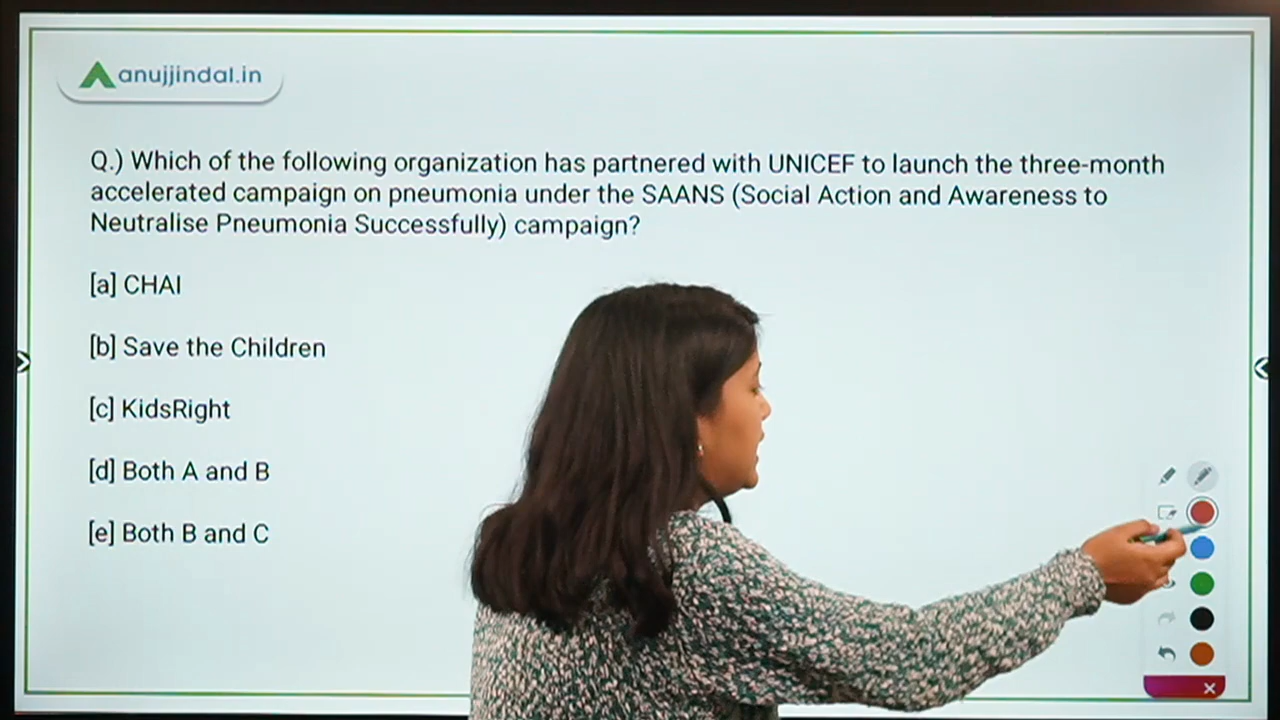 anujjindal.in
Q.) Which of the following organization has partnered with UNICEF to launch the three-month
accelerated campaign on pneumonia under the SAANS (Social Action and Awareness to
Neutralise Pneumonia Successfully) campaign?
[a] CHAI
[b] Save the Children
[c] KidsRight
[d] Both A and B
[e] Both B and C